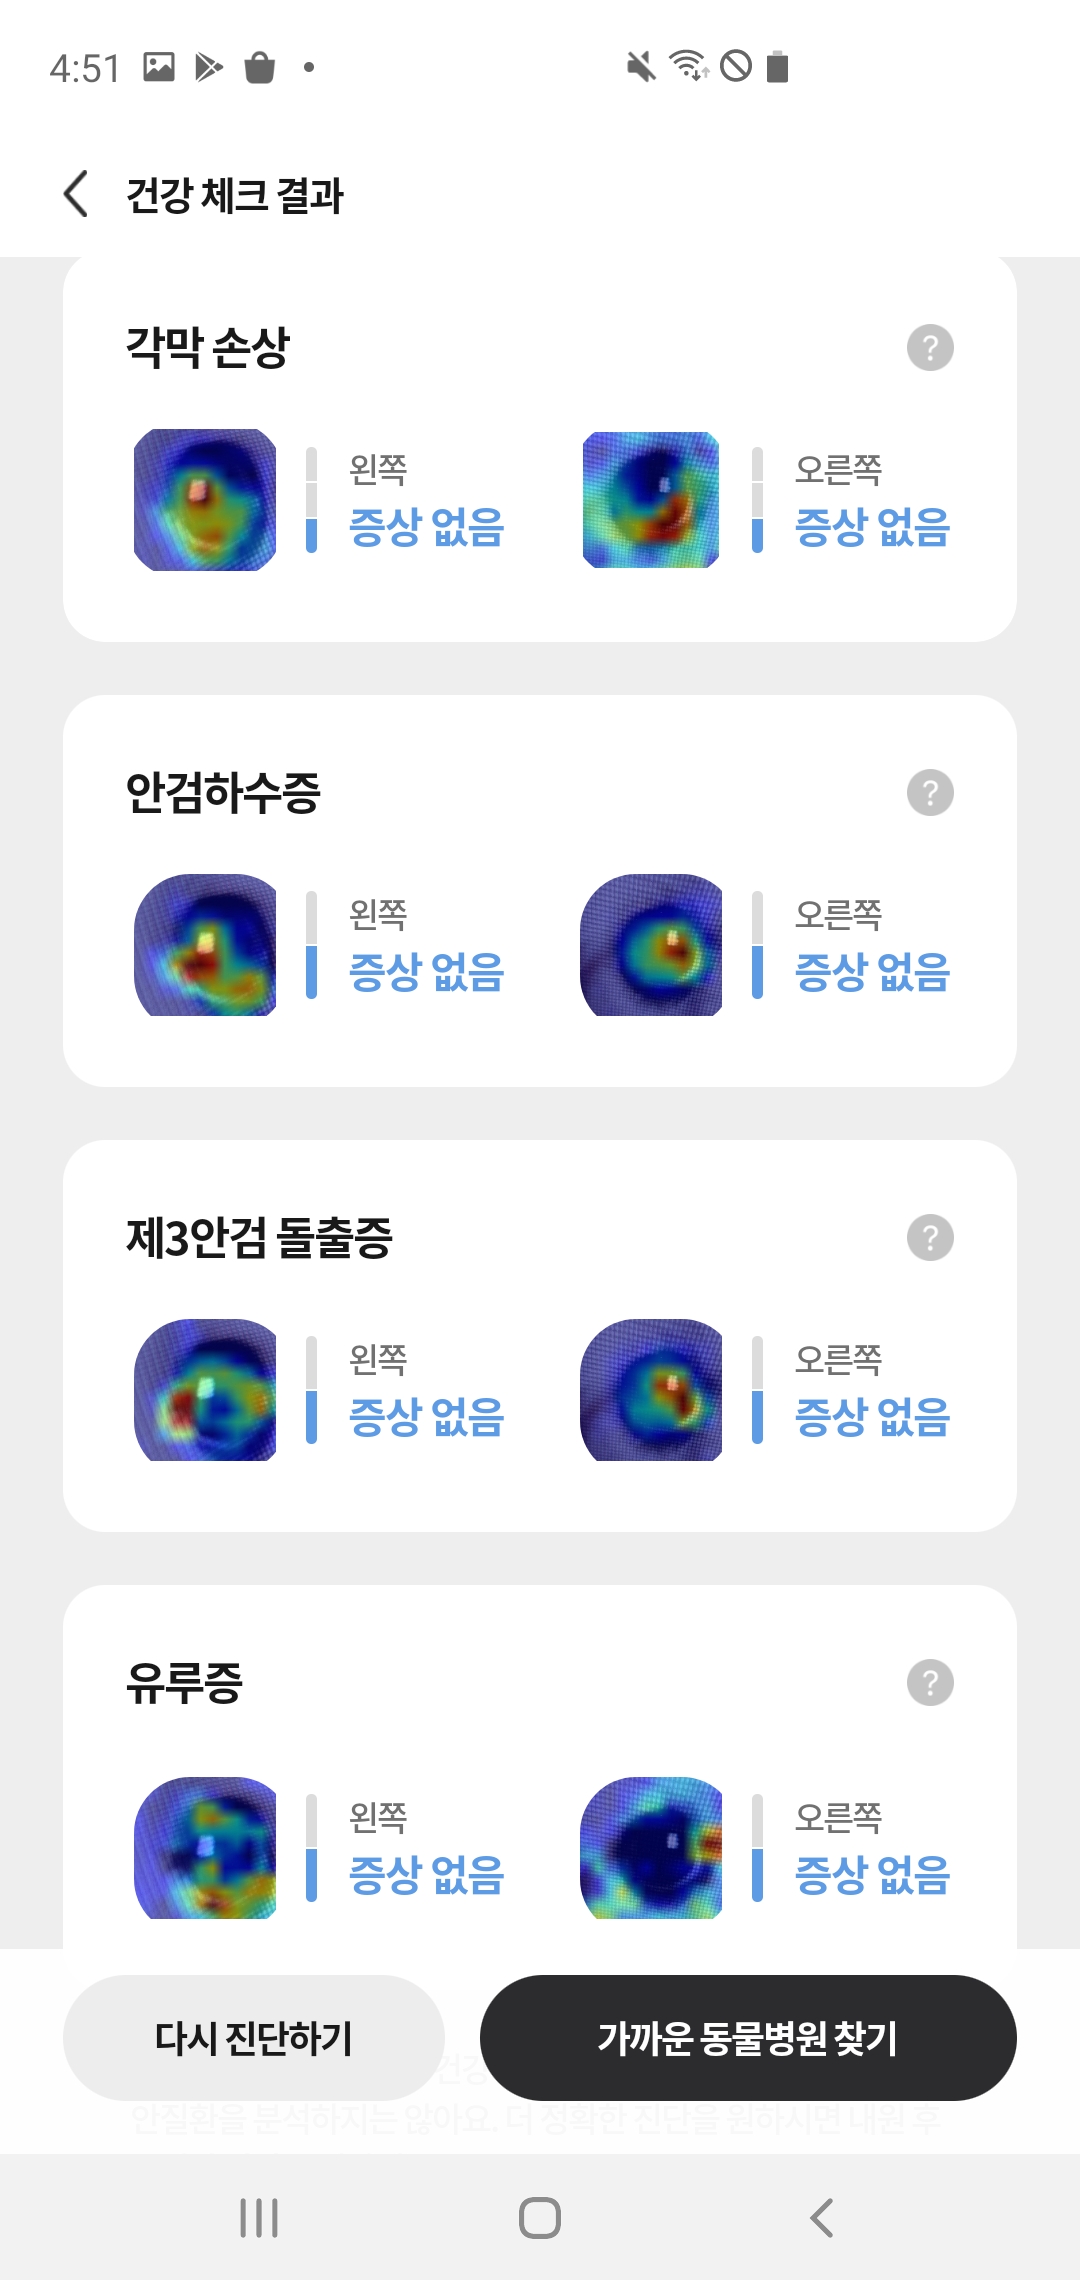 4:51
건강 체크 결과
각막 손상
?
왼쪽
증상 없음
오른쪽
증상 없음
안검하수증
?
왼쪽
증상 없음
오른쪽
증상 없음
제3안검 돌출증
?
왼쪽
증상 없음
오른쪽
증상 없음
유루증
?
왼쪽
증상 없음
오른쪽
증상 없음
다시 진단하기
가까운 동물병원 찾기
건강
안질환을 분석하지는 않아요. 더 정확한 진단을 원하시면 내원 후